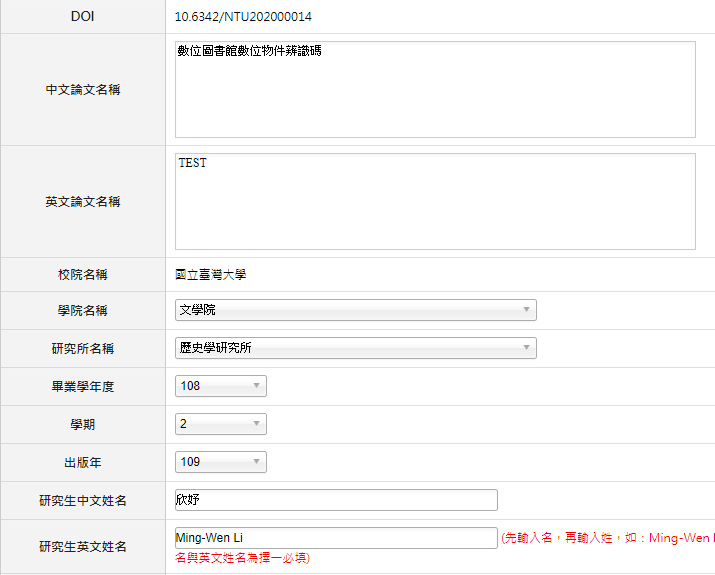 DOI 10.6342/NTU202000014
中文論文名稱 數位圖書館數位物件辨識碼
英文論文名稱 TEST
校院名稱 國立臺灣大學
學院名稱 文學院
研究所名稱 歷史學研究所
畢業學年度 108
學期 2
出版年 109
研究生中文姓名 欣妤
研究生英文姓名 Ming-Wen Li (先輸入名，再輸入姓，如：Ming-Wen
名與英文姓名為擇一必填)